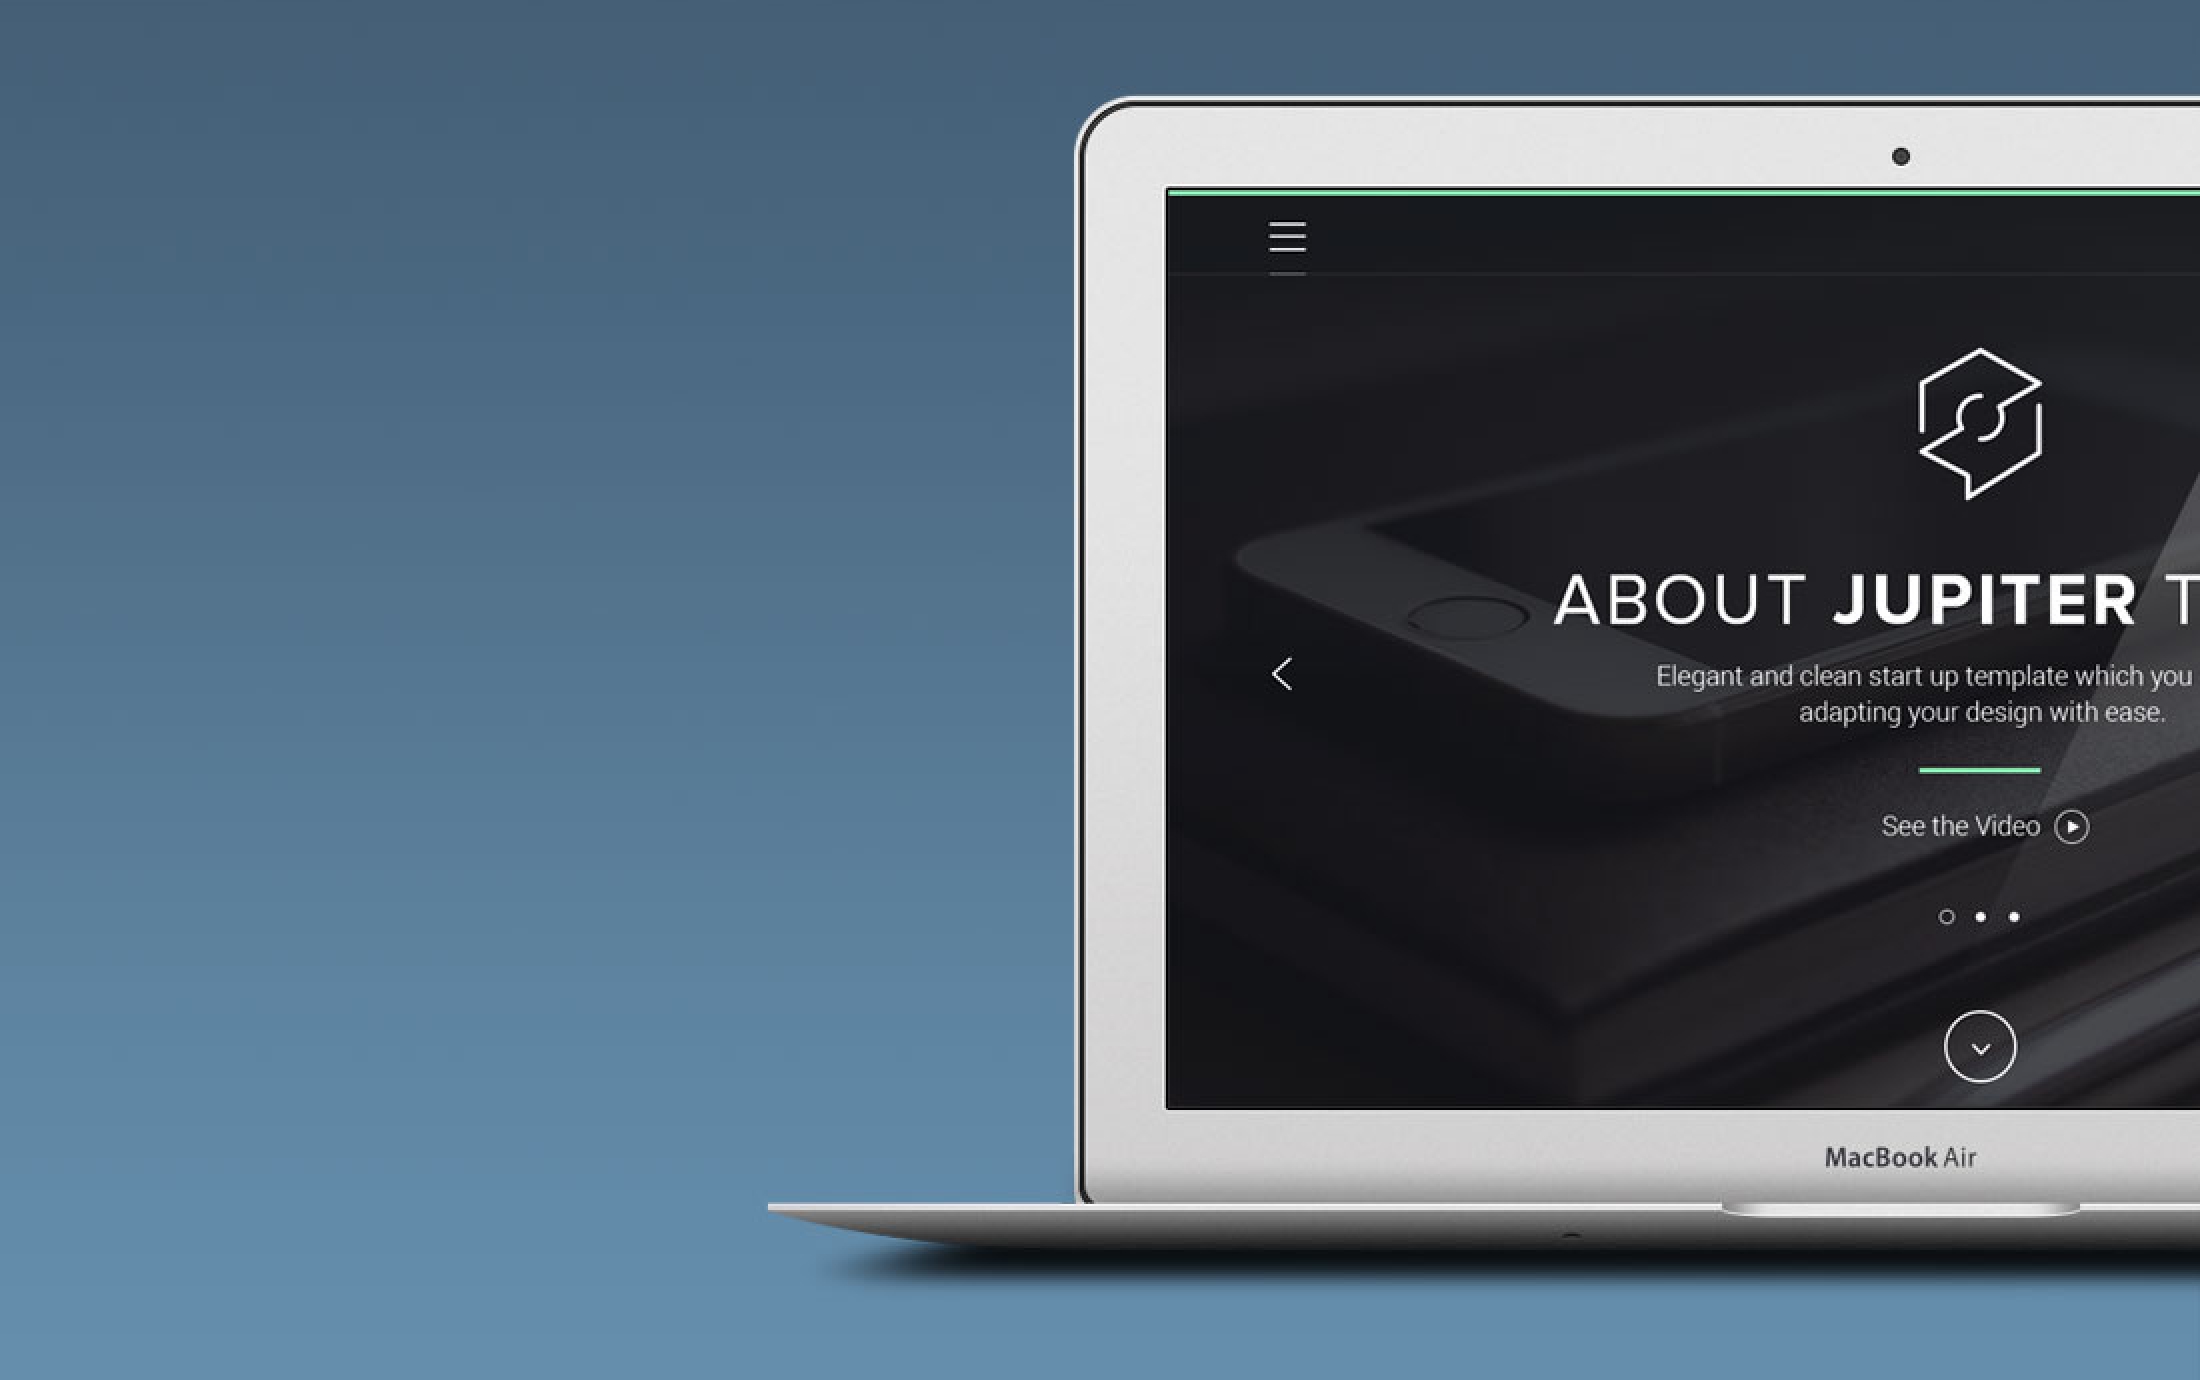 ABOUT JUPITER T
Elegant and clean start up template which you
adapting your design with ease.
See the Video
MacBook Air